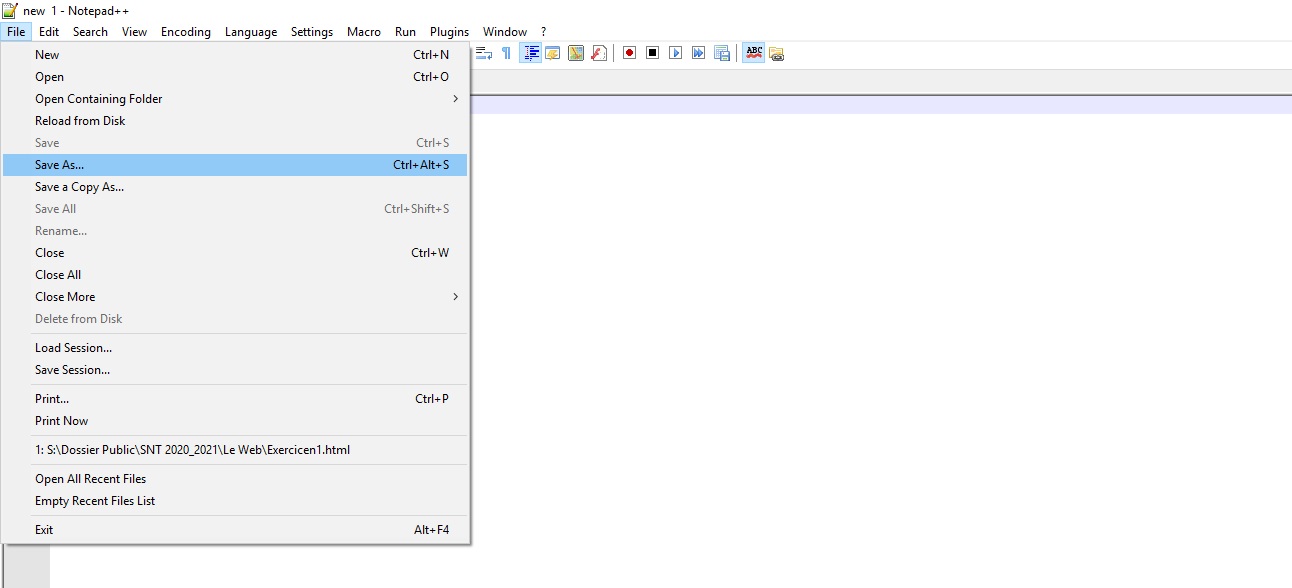 new 1 - Notepad++
File Edit Search View Encoding Language Settings Macro Run Plugins Window ?
ABC
New Ctrl+N
Open Ctrl+O
Open Containing Folder
Reload from Disk
Save Ctrl+S
Save As... Ctrl+Alt+S
Save a Copy As...
Save All Ctrl+Shift+S
Rename...
Close Ctrl+W
Close All
Close More
Delete from Disk
Load Session...
Save Session...
Print... Ctrl+P
Print Now
1: S:\Dossier Public\SNT 2020_2021\Le Web\Exercicen1.html
Open All Recent Files
Empty Recent Files List
Exit Alt+F4